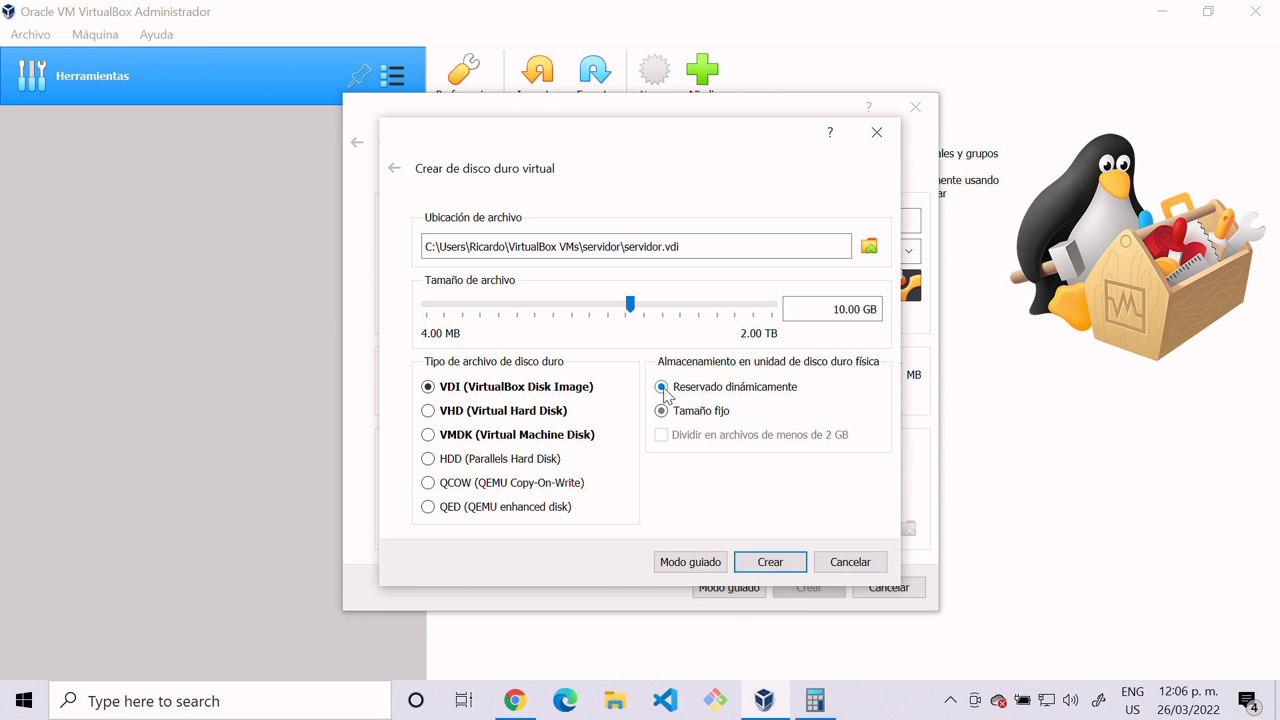 Oracle VM VirtualBox Administrador
Archivo Máquina Ayuda
Herramientas
? 
?
Crear de disco duro virtual
ales y grupos
Ubicación de archivo
mente usando
ar
C:\Users\Ricardo\VirtualBox VMs\servidor\servidor.vdi
Tamaño de archivo
10.00 GB
4.00 MB 2.00 TB
Tipo de archivo de disco duro
Almacenamiento en unidad de disco duro física
MB
VDI (VirtualBox Disk Image)
Reservado dinámicamente
VHD (Virtual Hard Disk)
Tamaño fijo
VMDK (Virtual Machine Disk)
Dividir en archivos de menos de 2 GB
HDD (Parallels Hard Disk)
QCOW (QEMU Copy-On-Write)
QED (QEMU enhanced disk)
Modo guiado Crear Cancelar
Modo guiado Crear Cancelar
Type here to search
ENG
US
12:06 p. m.
26/03/2022
4